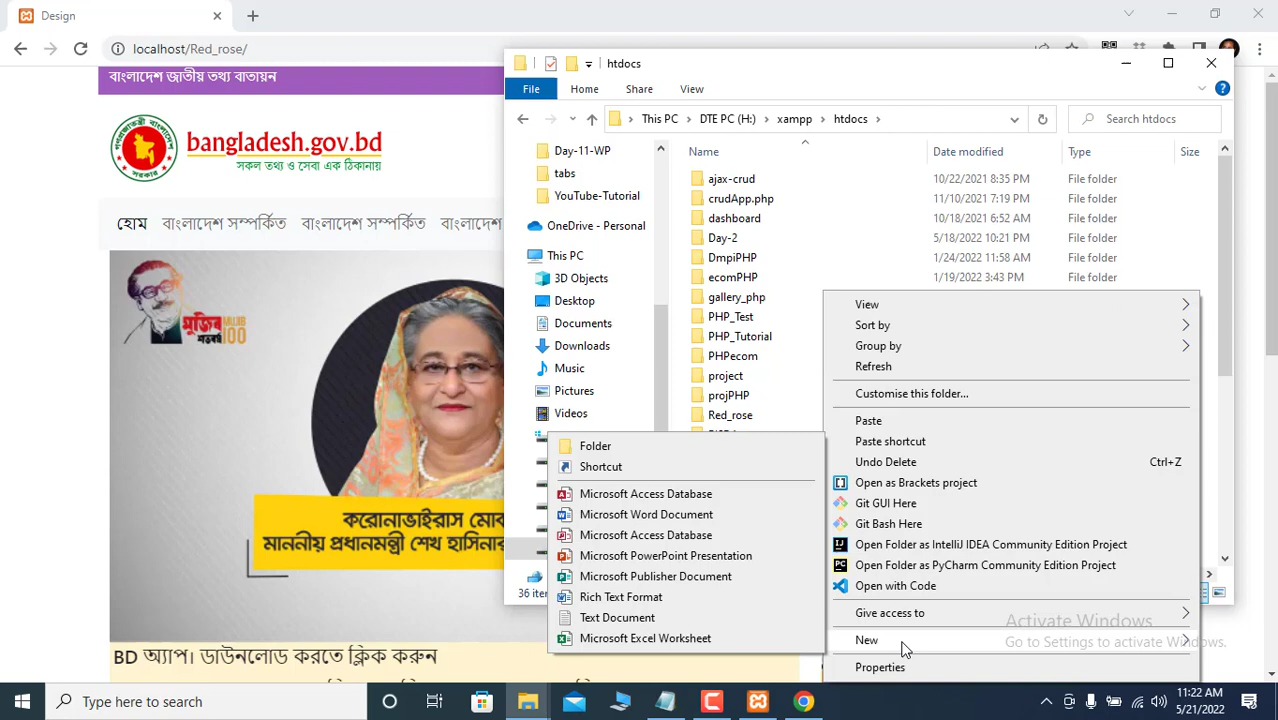 Design
localhost/Red_rose/
বাংলাদেশ জাতীয় তথ্য বাতায়ন
bangladesh.gov.bd
সকল তথ্য ও সেবা এক ঠিকানায়
হোম বাংলাদেশ সম্পর্কিত বাংলাদেশ সম্পর্কিত বাংলাদেশ
মুজিব শতবর্ষ
MUJIB
100
করোনাভাইরাস
মাননীয় প্রধানমন্ত্রী শেখ
BD অ্যাপ। ডাউনলোড করতে ক্লিক করুন
htdocs
File Home Share View
This PC DTE PC (H:) xampp htdocs
Search htdocs
Day-11-WP
tabs
YouTube-Tutorial
OneDrive - Personal
This PC
3D Objects
Desktop
Documents
Downloads
Music
Pictures
Videos
36
Name Date modified Type Size
ajax-crud 10/22/2021 8:35 PM File folder
crudApp.php 11/10/2021 7:19 PM File folder
dashboard 10/18/2021 6:52 AM File folder
Day-2 5/18/2022 10:21 PM File folder
DmpiPHP 1/24/2022 11:58 AM File folder
ecomPHP 1/19/2022 3:43 PM File folder
gallery_php
PHP_Test
PHP_Tutorial
PHPecom
project
projPHP
Red_rose
View
Sort by
Group by
Refresh
Customise this folder...
Paste
Paste shortcut
Undo Delete Ctrl+Z
Open as Brackets project
Git GUI Here
Git Bash Here
Open Folder as IntelliJ IDEA Community Edition Project
Open Folder as PyCharm Community Edition Project
Open with Code
Give access to
New
Properties
Folder
Shortcut
Microsoft Access Database
Microsoft Word Document
Microsoft Access Database
Microsoft PowerPoint Presentation
Microsoft Publisher Document
Rich Text Format
Text Document
Microsoft Excel Worksheet
Activate Windows
Go to Settings to activate Windows.
Type here to search
11:22 AM
5/21/2022